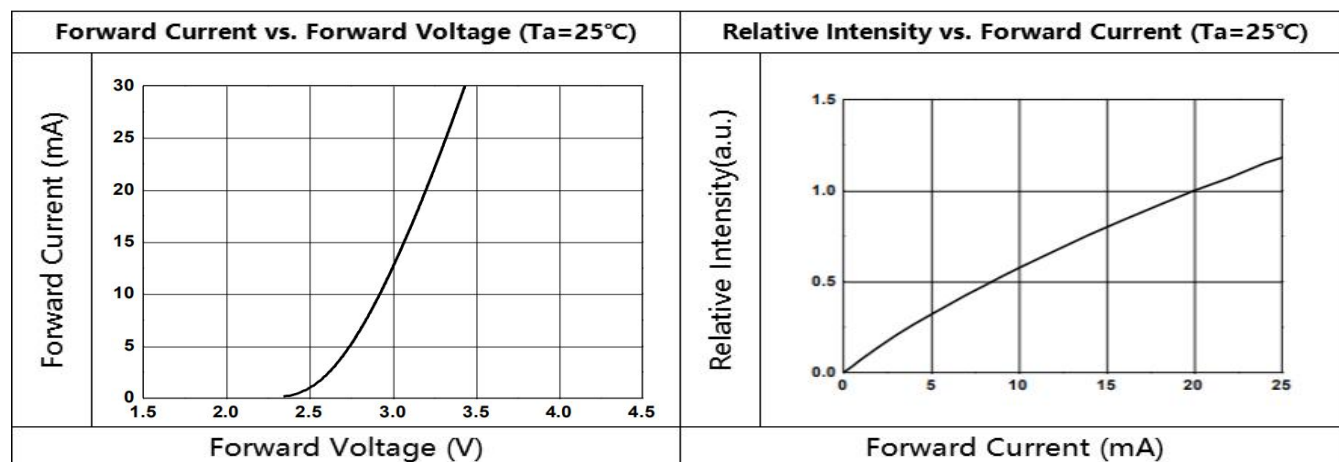 Forward Current vs. Forward Voltage (Ta=25℃)
Relative Intensity vs. Forward Current (Ta=25℃)
Forward Current (mA)
30
25
20
15
10
5
0
1.5 2.0 2.5 3.0 3.5 4.0 4.5
Forward Voltage (V)
Relative Intensity(a.u.)
1.5
1.0
0.5
0.0
0 5 10 15 20 25
Forward Current (mA)